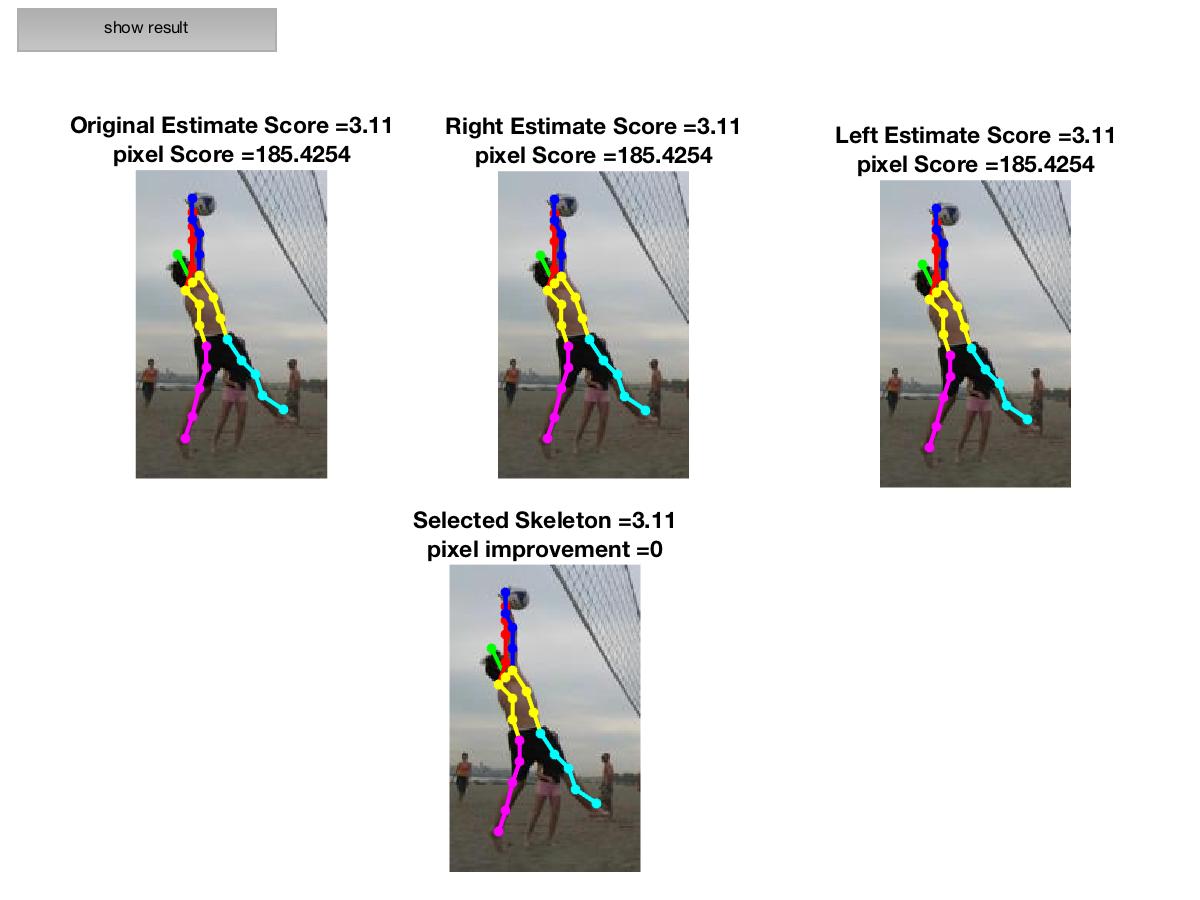 show result
Original Estimate Score =3.11
pixel Score =185.4254
Right Estimate Score =3.11
pixel Score =185.4254
Left Estimate Score =3.11
pixel Score =185.4254
Selected Skeleton =3.11
pixel improvement =0